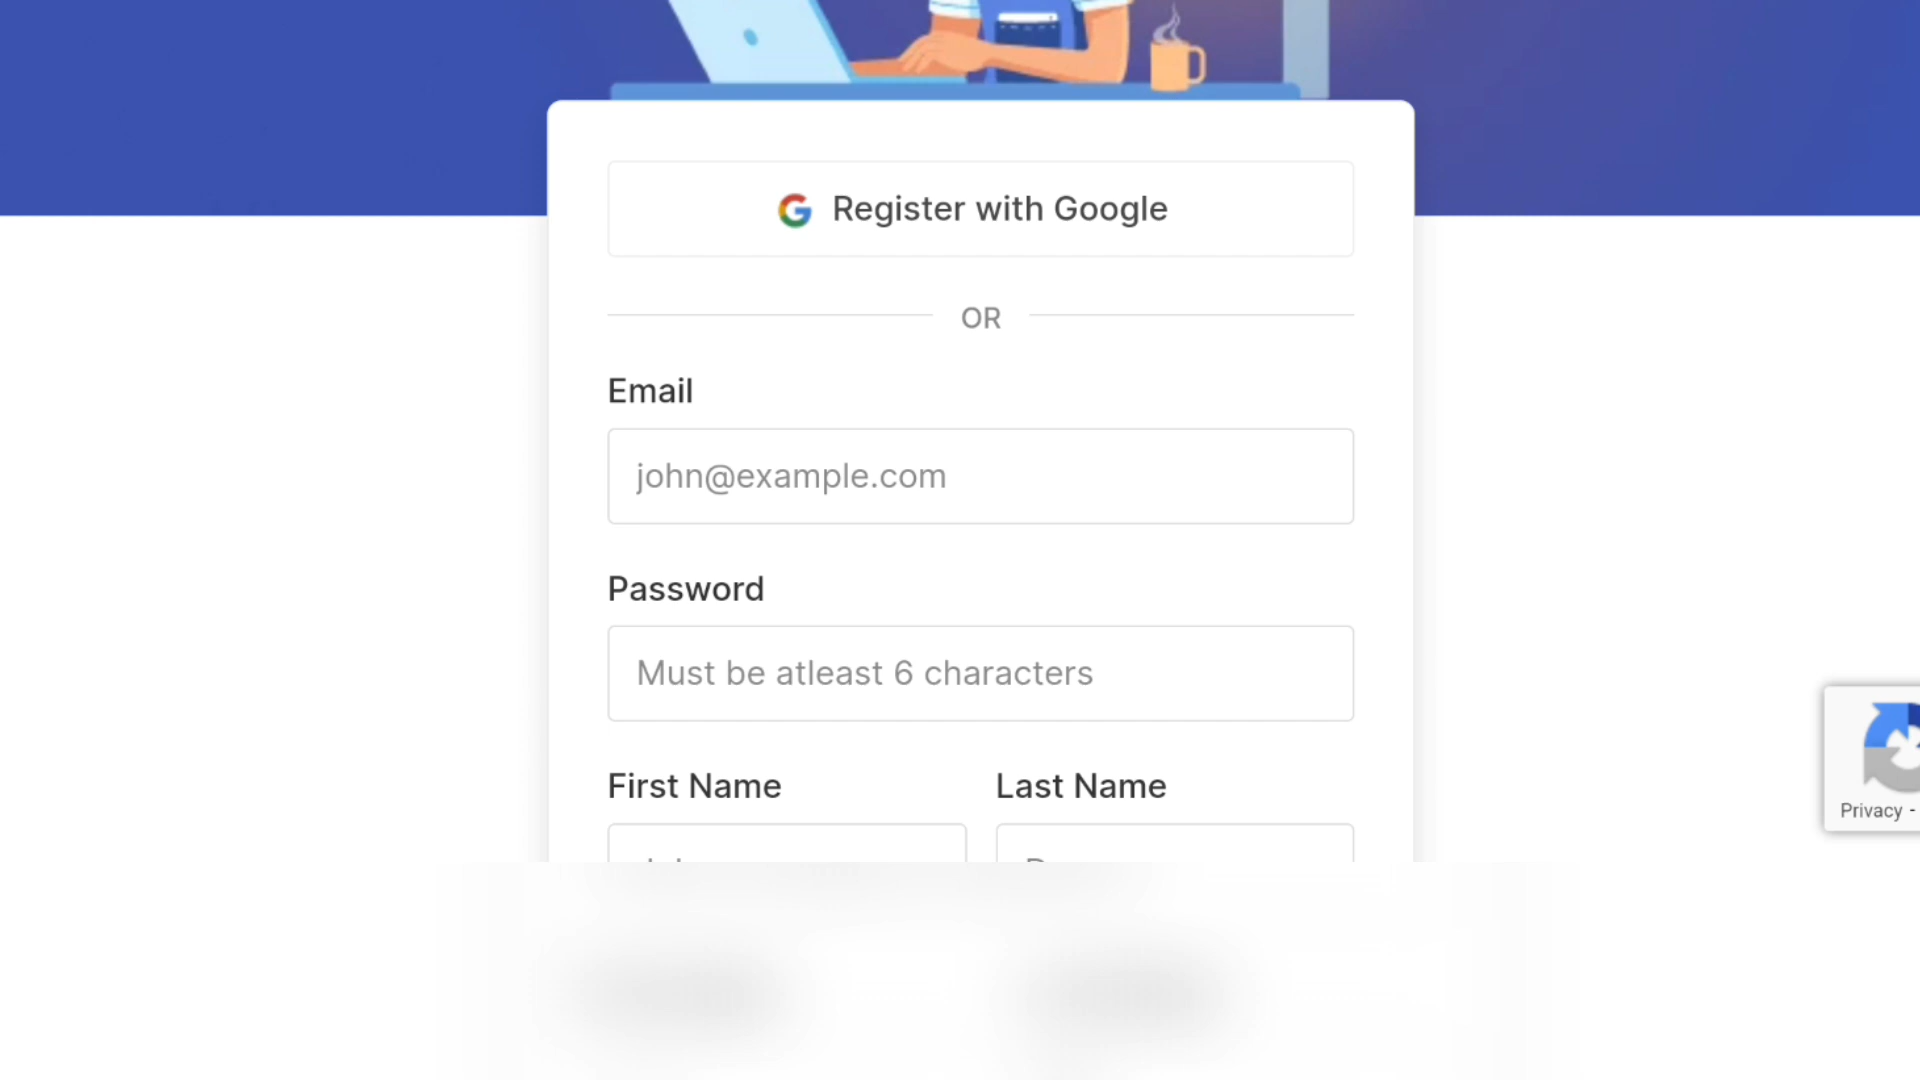 Register with Google
OR
Email
john@example.com
Password
Must be atleast 6 characters
First Name
Last Name
Privacy -